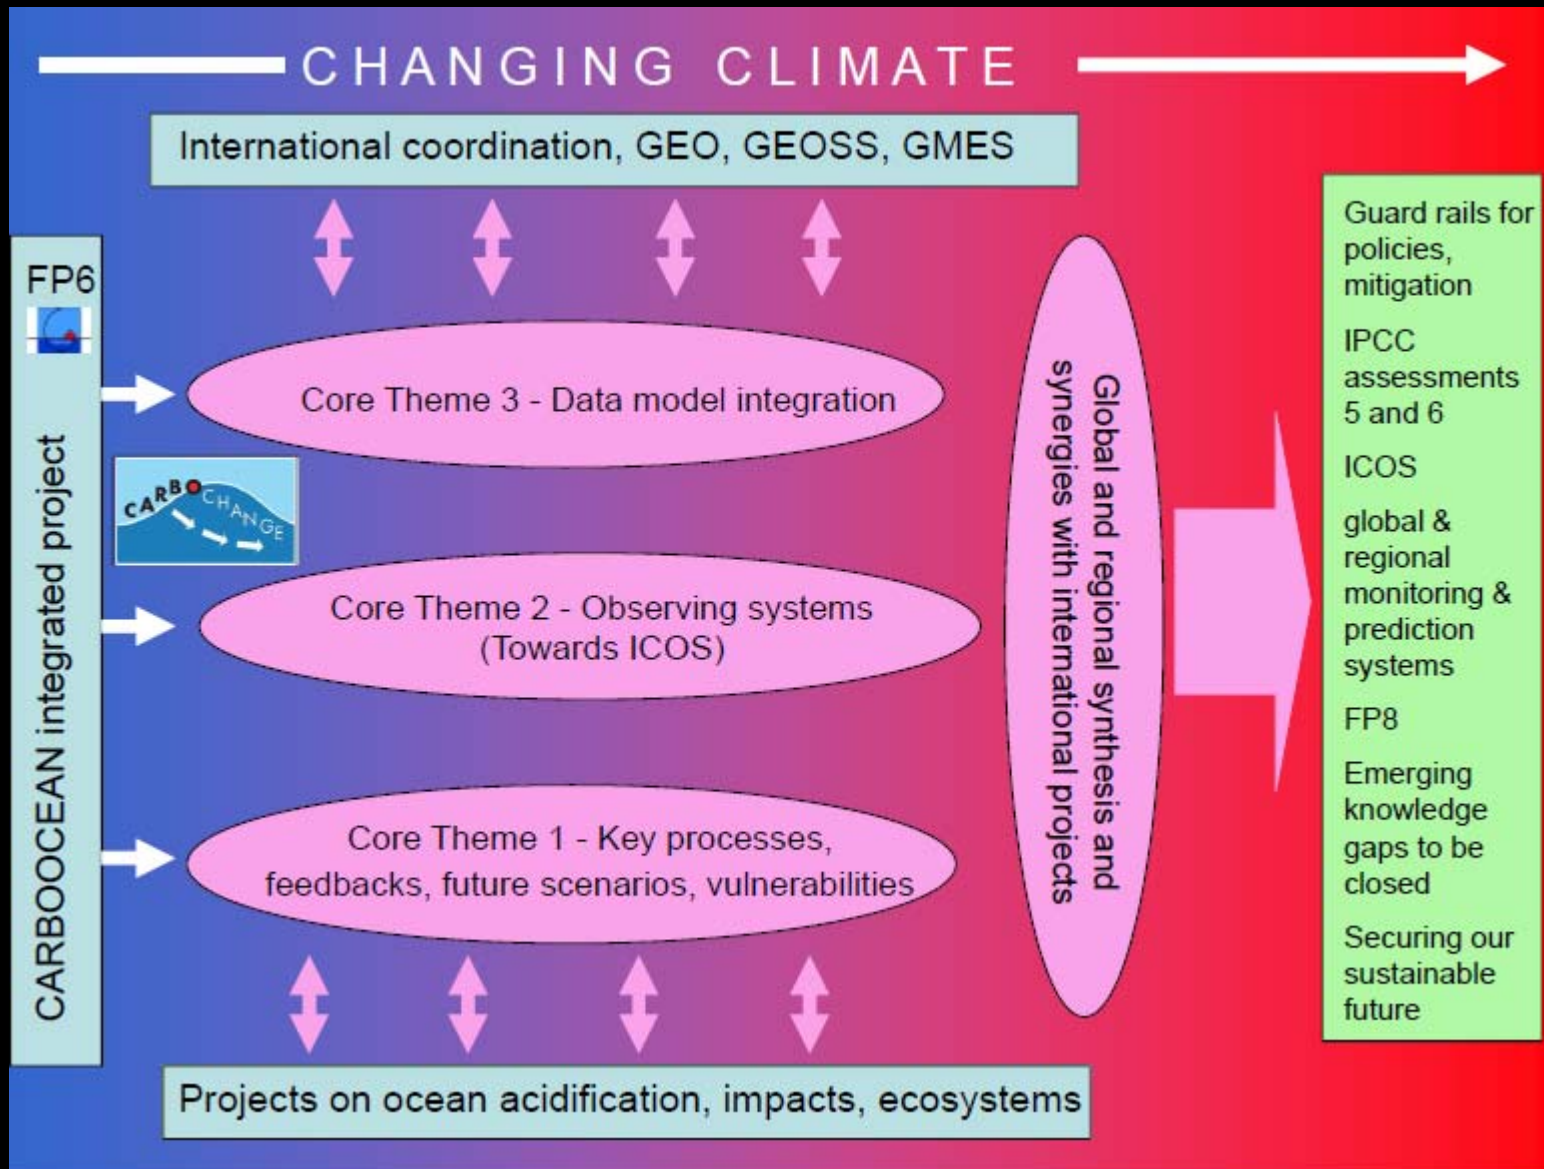 CHANGING CLIMATE
International coordination, GEO, GEOSS, GMES
FP6
CARBOOCEAN integrated project
Core Theme 3 - Data model integration
CARBOCHANGE
Core Theme 2 - Observing systems
(Towards ICOS)
Core Theme 1 - Key processes,
feedbacks, future scenarios, vulnerabilities
Projects on ocean acidification, impacts, ecosystems
Global and regional synthesis and
synergies with international projects
Guard rails for
policies,
mitigation
IPCC
assessments
5 and 6
ICOS
global &
regional
monitoring &
prediction
systems
FP8
Emerging
knowledge
gaps to be
closed
Securing our
sustainable
future